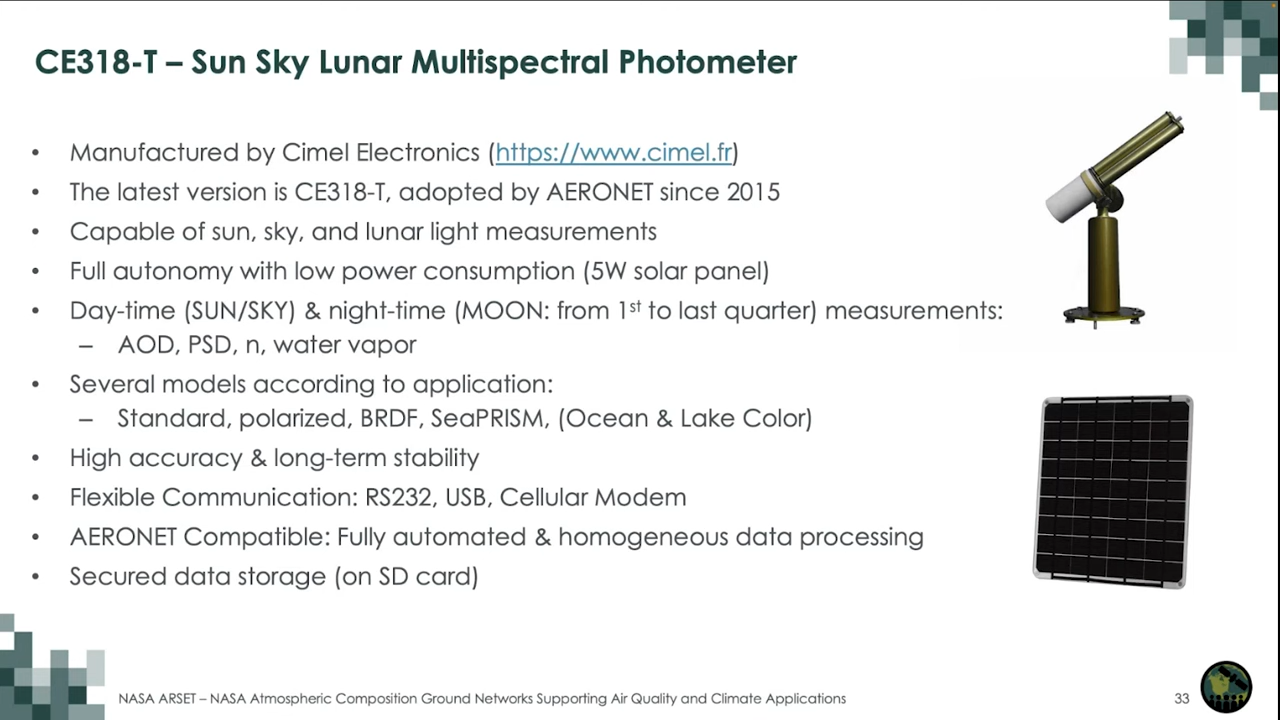 CE318-T – Sun Sky Lunar Multispectral Photometer
• Manufactured by Cimel Electronics (https://www.cimel.fr)
• The latest version is CE318-T, adopted by AERONET since 2015
• Capable of sun, sky, and lunar light measurements
• Full autonomy with low power consumption (5W solar panel)
• Day-time (SUN/SKY) & night-time (MOON: from 1st to last quarter) measurements:
– AOD, PSD, n, water vapor
• Several models according to application:
– Standard, polarized, BRDF, SeaPRISM, (Ocean & Lake Color)
• High accuracy & long-term stability
• Flexible Communication: RS232, USB, Cellular Modem
• AERONET Compatible: Fully automated & homogeneous data processing
• Secured data storage (on SD card)
NASA ARSET – NASA Atmospheric Composition Ground Networks Supporting Air Quality and Climate Applications
33